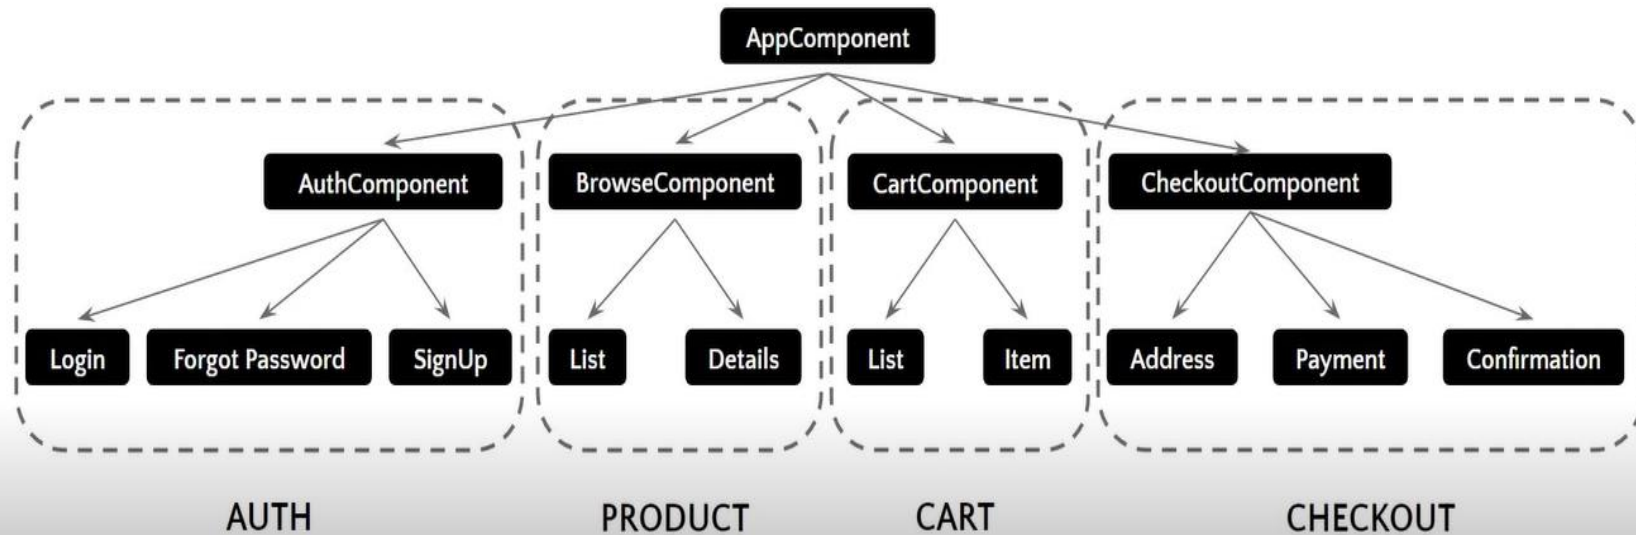 AppComponent
AuthComponent
BrowseComponent
CartComponent
CheckoutComponent
Login
Forgot Password
SignUp
List
Details
List
Item
Address
Payment
Confirmation
AUTH
PRODUCT
CART
CHECKOUT